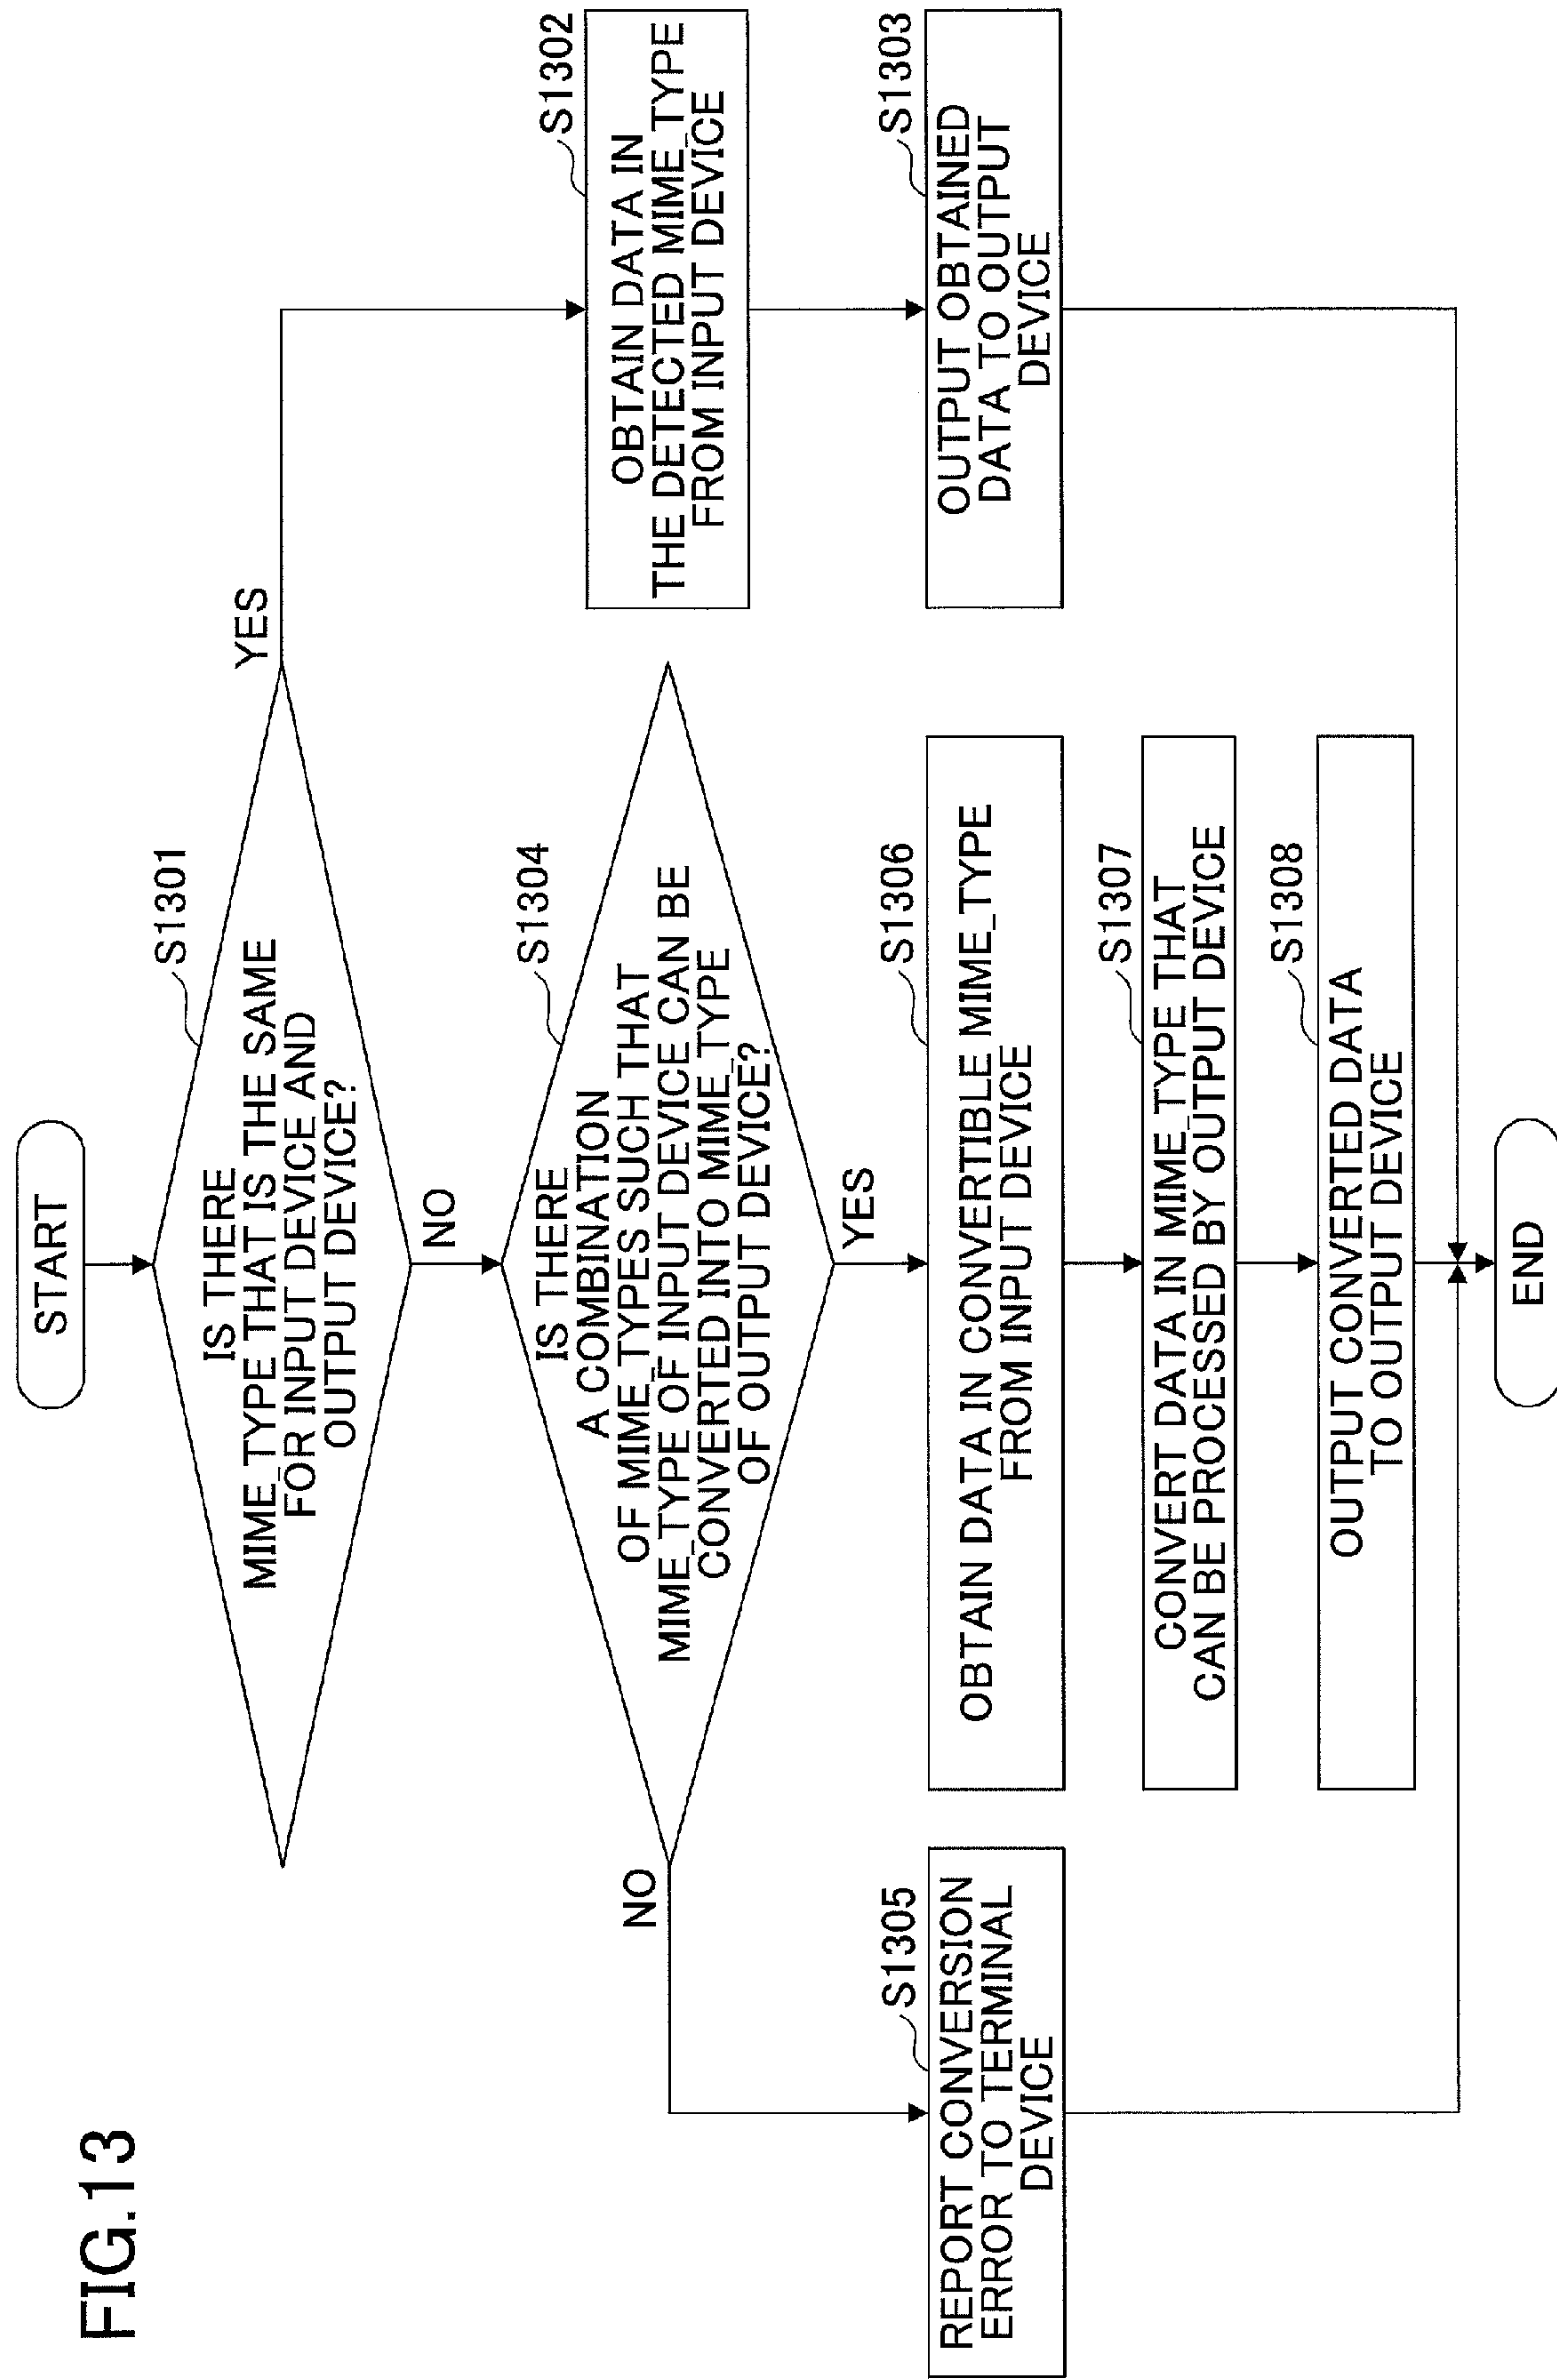 FIG.13
START
S1301
IS THERE
MIME_TYPE THAT IS THE SAME
FOR INPUT DEVICE AND
OUTPUT DEVICE?
YES
NO
S1302
OBTAIN DATA IN
THE DETECTED MIME_TYPE
FROM INPUT DEVICE
S1303
OUTPUT OBTAINED
DATA TO OUTPUT
DEVICE
S1304
IS THERE
A COMBINATION
OF MIME_TYPES SUCH THAT
MIME_TYPE OF INPUT DEVICE CAN BE
CONVERTED INTO MIME_TYPE
OF OUTPUT DEVICE?
NO
YES
S1305
REPORT CONVERSION
ERROR TO TERMINAL
DEVICE
S1306
OBTAIN DATA IN CONVERTIBLE MIME_TYPE
FROM INPUT DEVICE
S1307
CONVERT DATA IN MIME_TYPE THAT
CAN BE PROCESSED BY OUTPUT DEVICE
S1308
OUTPUT CONVERTED DATA
TO OUTPUT DEVICE
END